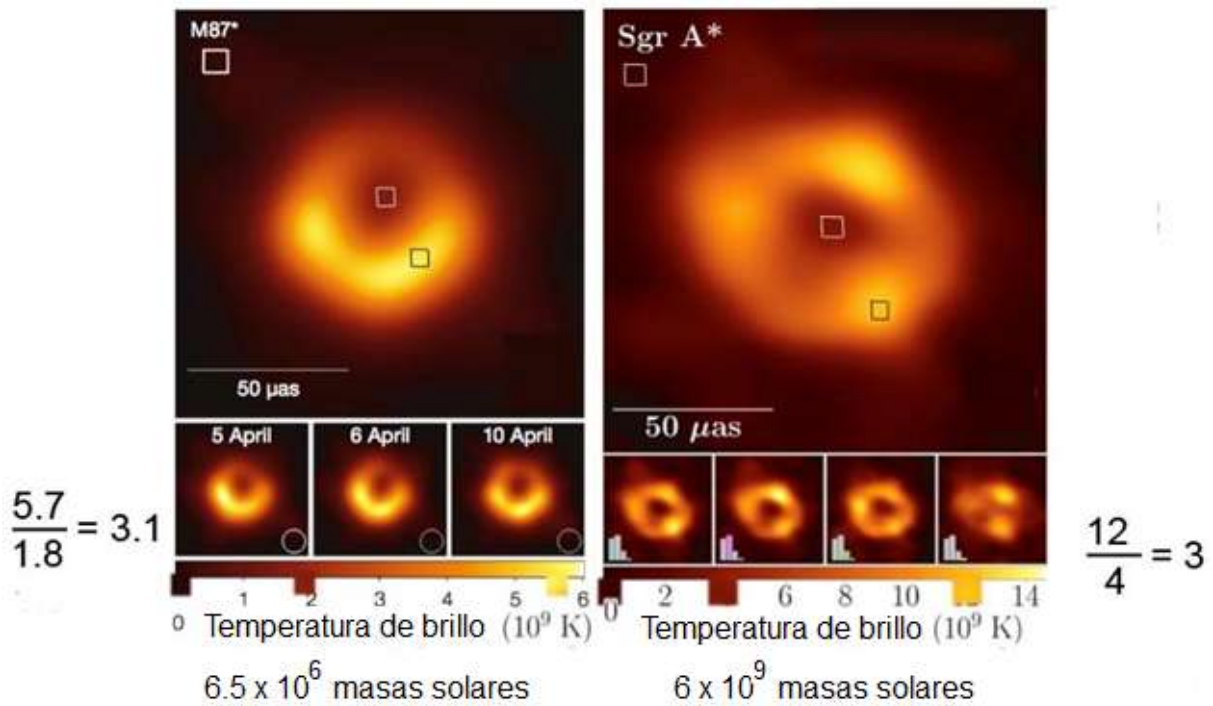 M87*
50 µas
5 April 6 April 10 April
5.7
1.8
= 3.1
0 1 2 3 4 5 6
Temperatura de brillo (10⁹ K)
6.5 x 10⁶ masas solares
Sgr A*
50 µas
12
4
= 3
0 2 6 8 10 14
Temperatura de brillo (10⁹ K)
6 x 10⁹ masas solares